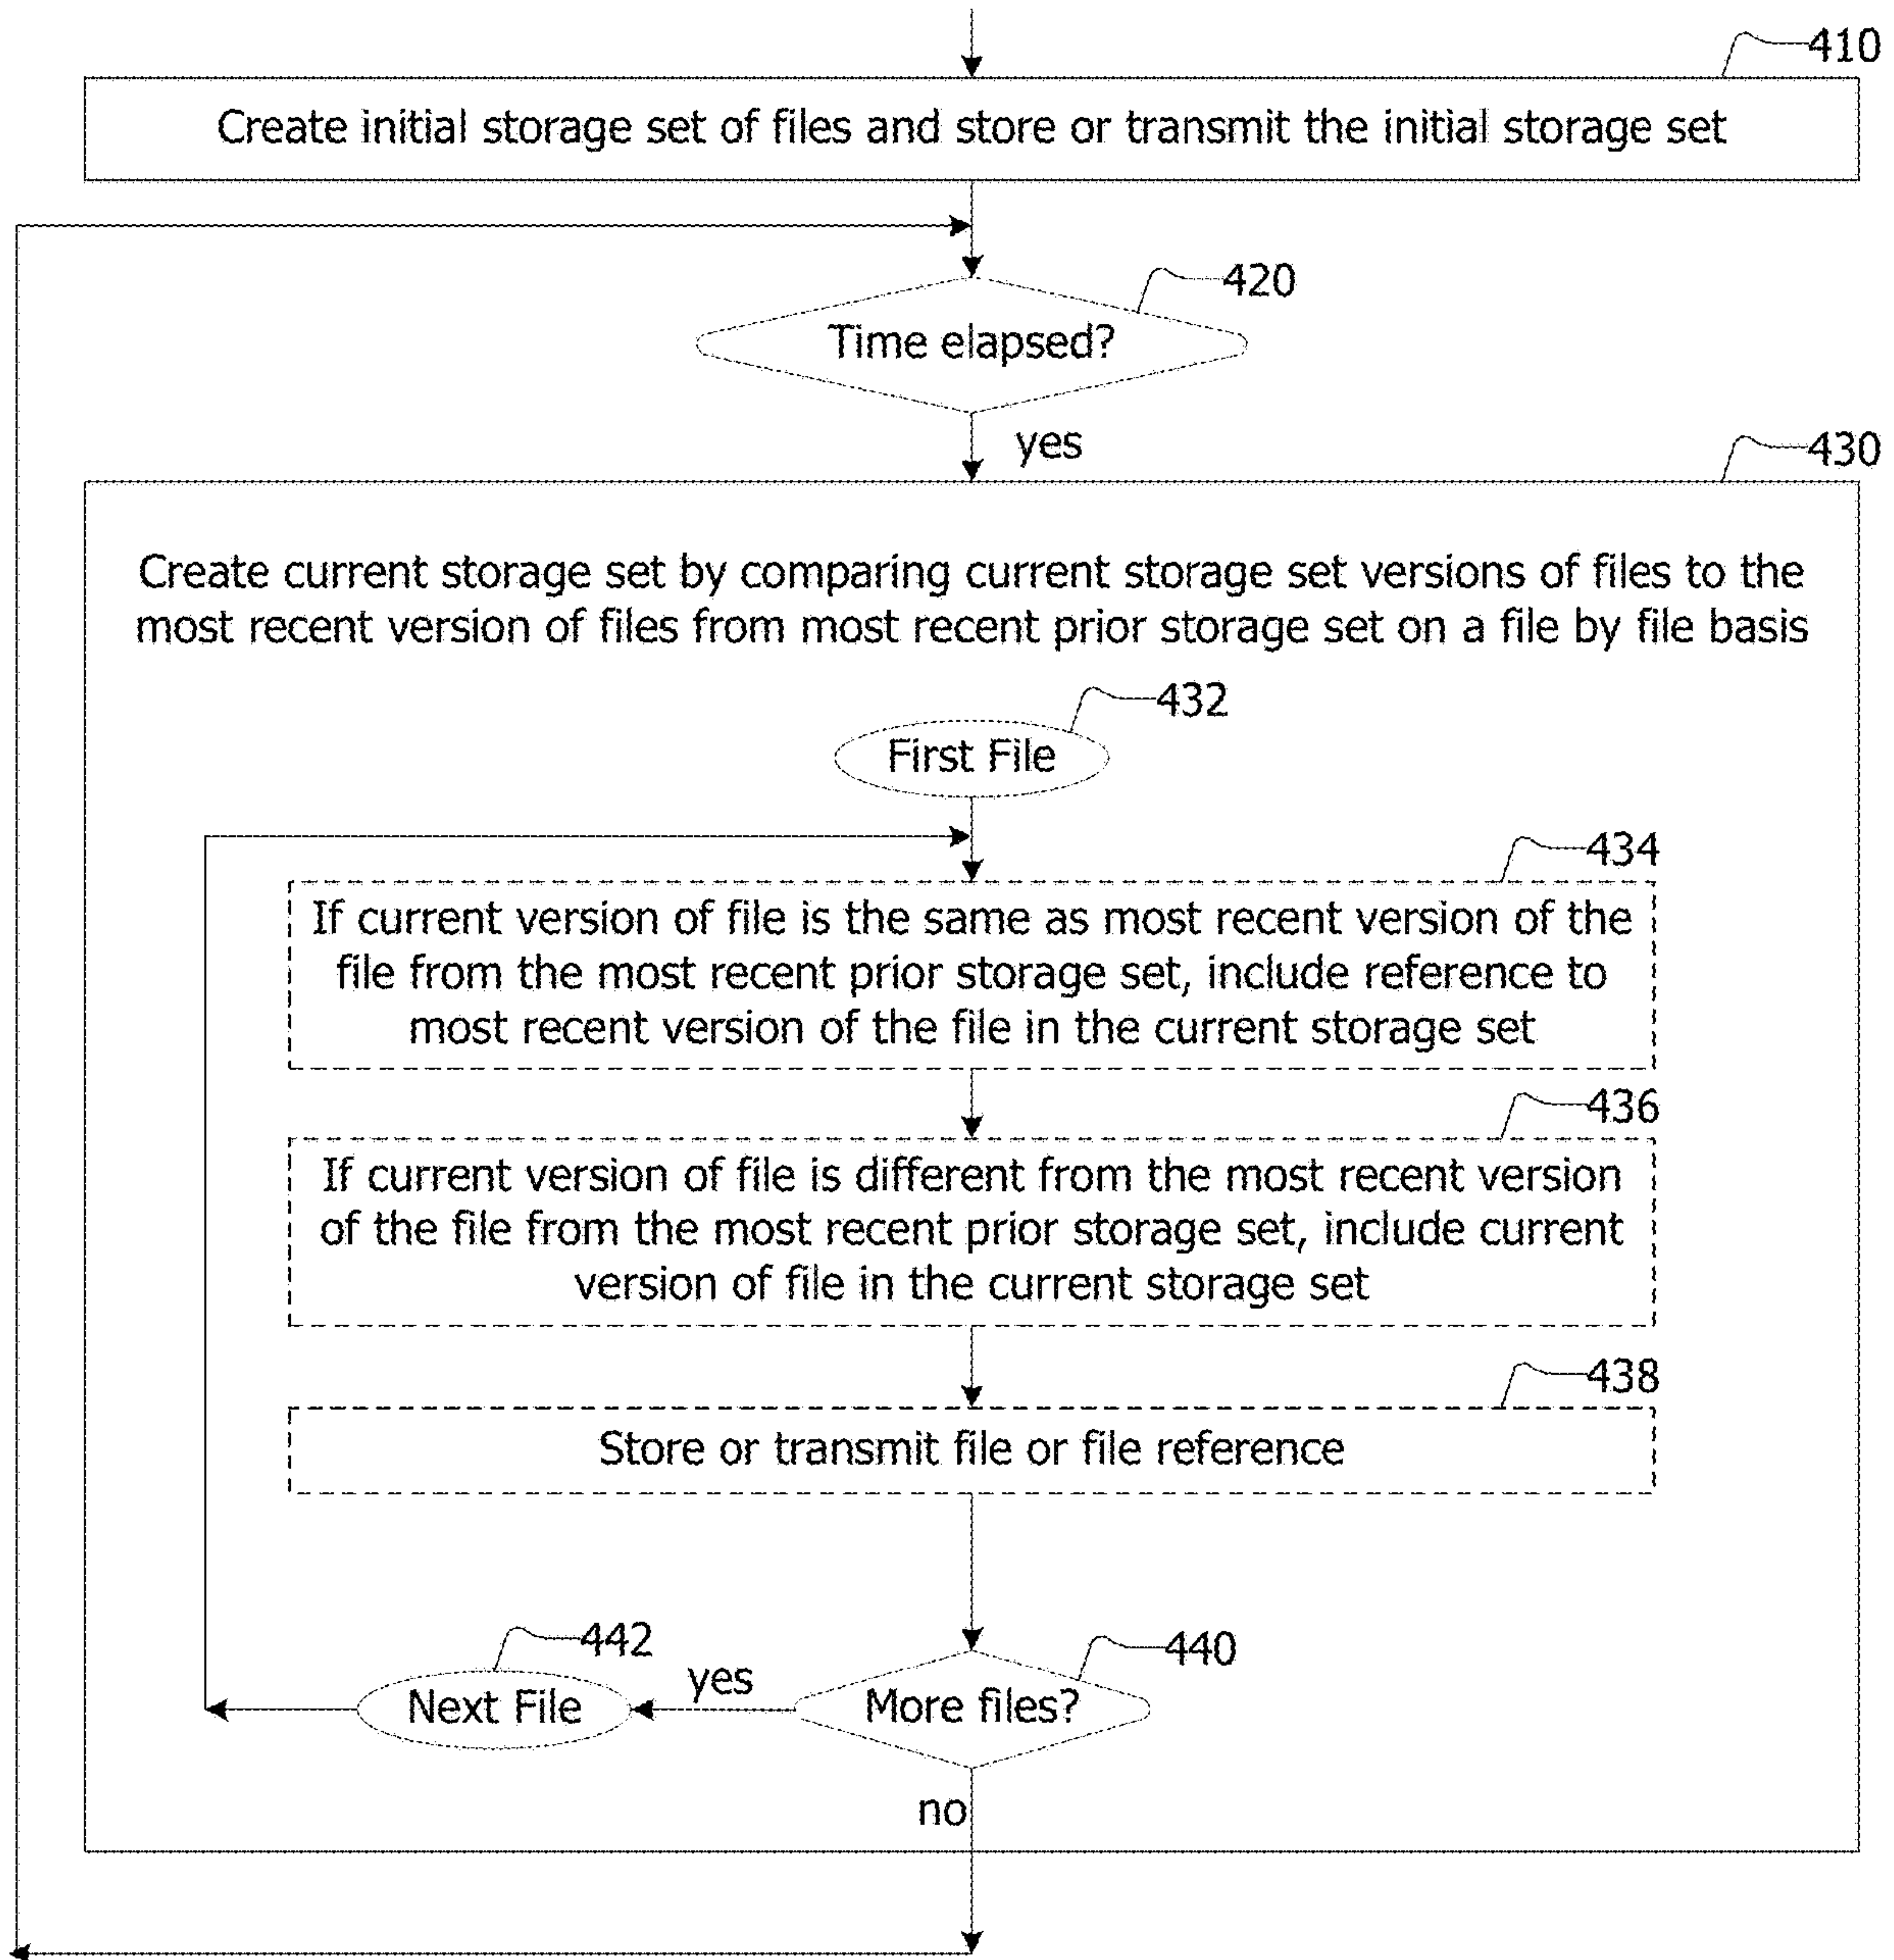 410
Create initial storage set of files and store or transmit the initial storage set
420
Time elapsed?
yes
430
Create current storage set by comparing current storage set versions of files to the
most recent version of files from most recent prior storage set on a file by file basis
432
First File
434
If current version of file is the same as most recent version of the
file from the most recent prior storage set, include reference to
most recent version of the file in the current storage set
436
If current version of file is different from the most recent version
of the file from the most recent prior storage set, include current
version of file in the current storage set
438
Store or transmit file or file reference
442
440
Next File
yes
More files?
no